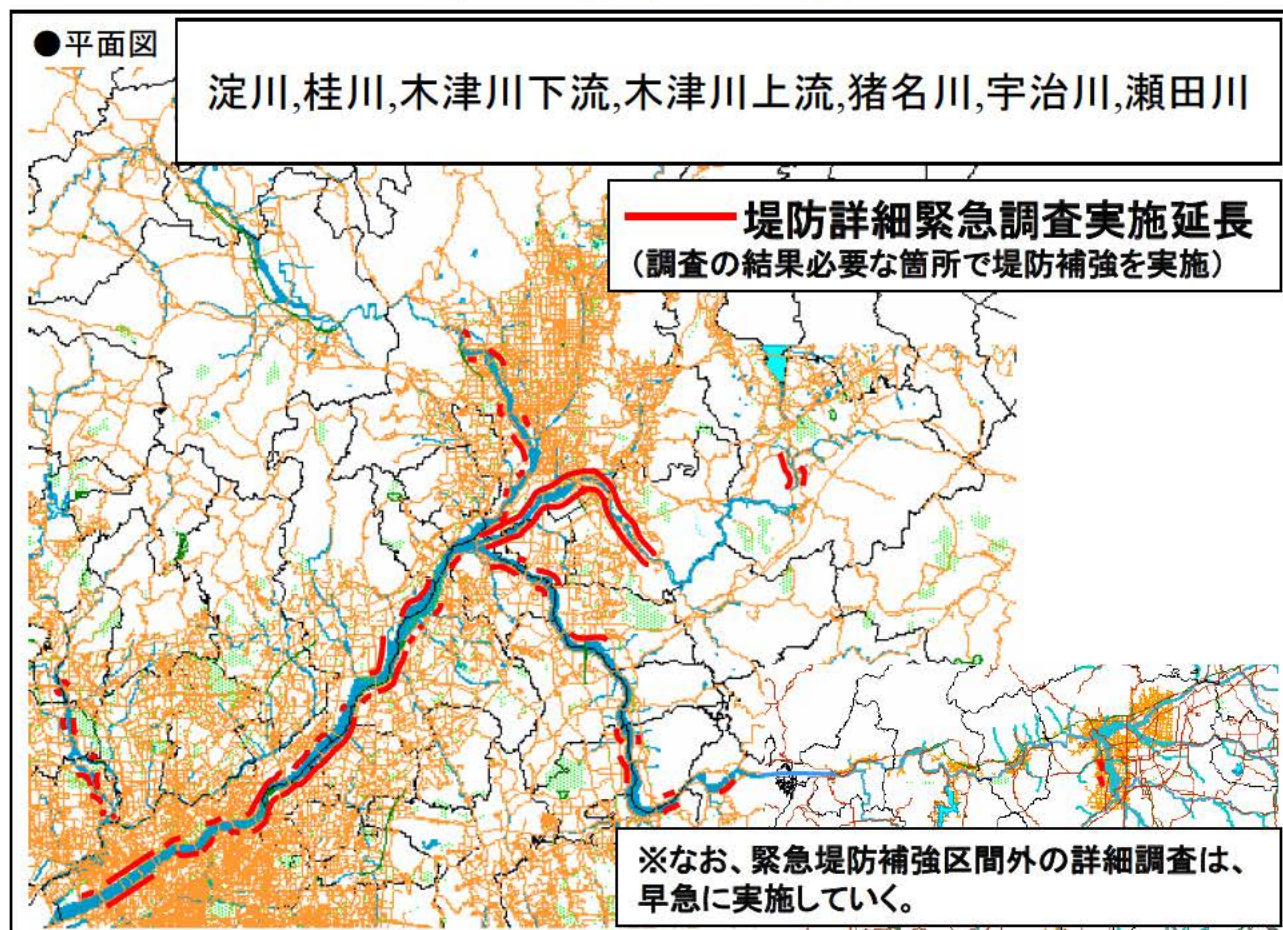 ●平面図
淀川,桂川,木津川下流,木津川上流,猪名川,宇治川,瀬田川
堤防詳細緊急調査実施延長
(調査の結果必要な箇所で堤防補強を実施)
※なお、緊急堤防補強区間外の詳細調査は、
早急に実施していく。